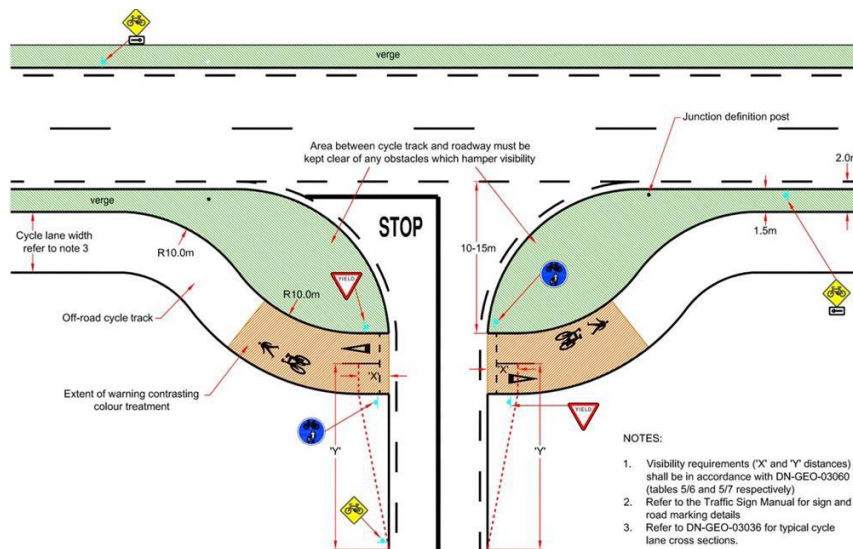 verge
Junction definition post
Area between cycle track and roadway must be
kept clear of any obstacles which hamper visibility
2.0m
verge
STOP
Cycle lane width
refer to note 3
R10.0m
10-15m
1.5m
R10.0m
YIELD
Off-road cycle track
'X'
'X'
Extent of warning contrasting
colour treatment
YIELD
'Y'
'Y'
NOTES:
1. Visibility requirements ('X' and 'Y' distances)
shall be in accordance with DN-GEO-03060
(tables 5/6 and 5/7 respectively)
2. Refer to the Traffic Sign Manual for sign and
road marking details
3. Refer to DN-GEO-03036 for typical cycle
lane cross sections.